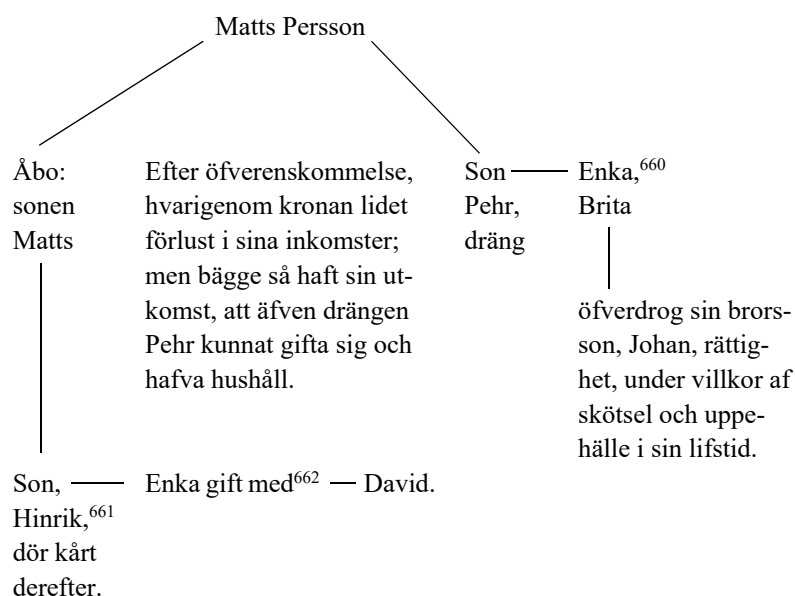 Matts Persson
Åbo:
sonen
Matts
Efter öfverenskommelse,
hvarigenom kronan lidet
förlust i sina inkomster;
men bägge så haft sin ut-
komst, att äfven drängen
Pehr kunnat gifta sig och
hafva hushåll.
Son
Pehr,
dräng
Enka,660
Brita
öfverdrog sin brors-
son, Johan, rättig-
het, under villkor af
skötsel och uppe-
hälle i sin lifstid.
Son,
Hinrik,661
dör kårt
derefter.
Enka gift med662
David.